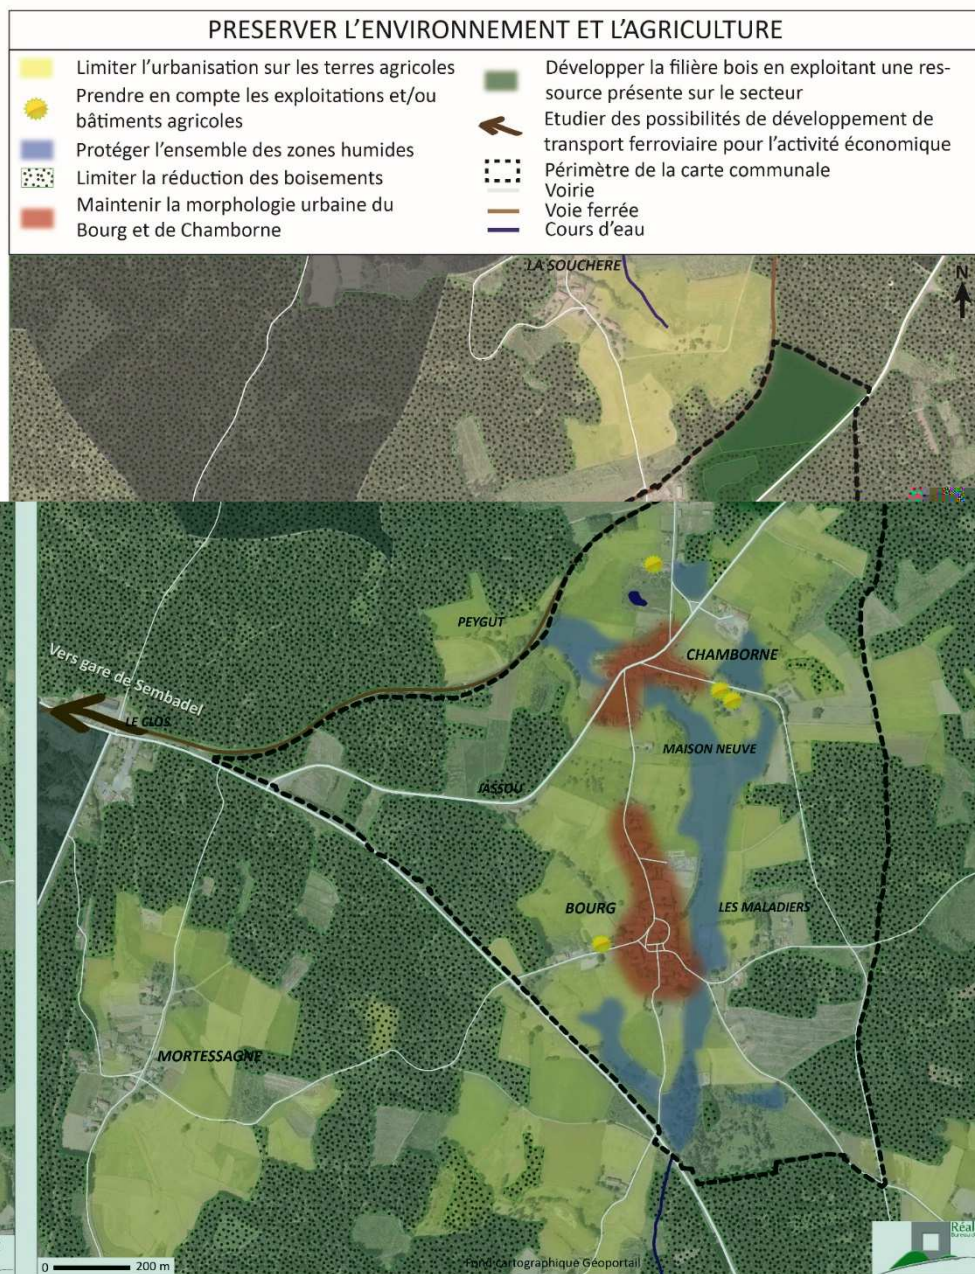 PRESERVER L'ENVIRONNEMENT ET L'AGRICULTURE
Limiter l'urbanisation sur les terres agricoles
Prendre en compte les exploitations et/ou
bâtiments agricoles
Protéger l'ensemble des zones humides
Limiter la réduction des boisements
Maintenir la morphologie urbaine du
Bourg et de Chamborne
Développer la filière bois en exploitant une res-
source présente sur le secteur
Etudier des possibilités de développement de
transport ferroviaire pour l'activité économique
Périmètre de la carte communale
Voirie
Voie ferrée
Cours d'eau
LA SOUCHERE
N
PEYGUT
CHAMBORNE
Vers gare de Sembadel
LE CLOS
MAISON NEUVE
JASSOU
BOURG
LES MALADIERS
MORTESSAGNE
0 200 m
Fond cartographique Géoportail
Réal